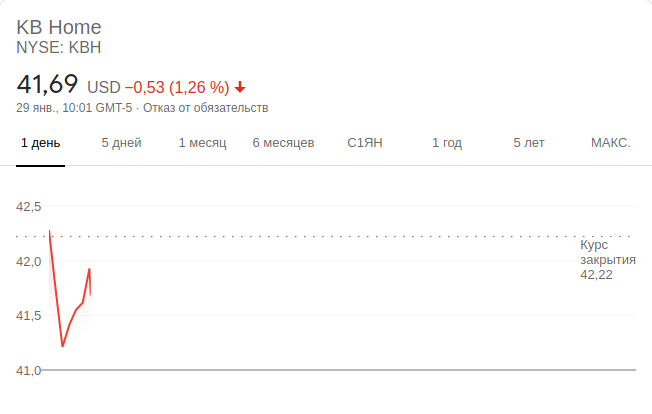 KB Home
NYSE: KBH
41,69 USD −0,53 (1,26 %)
29 янв., 10:01 GMT-5 · Отказ от обязательств
1 день 5 дней 1 месяц 6 месяцев С1ЯН 1 год 5 лет МАКС.
42,5
Курс
закрытия
42,22
42,0
41,5
41,0